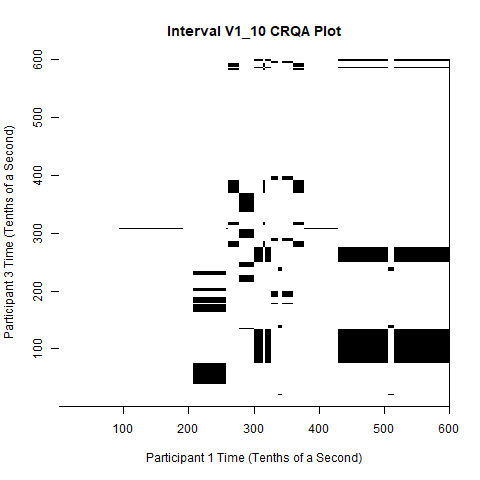 Interval V1_10 CRQA Plot
Participant 3 Time (Tenths of a Second)
600
500
400
300
200
100
100 200 300 400 500 600
Participant 1 Time (Tenths of a Second)